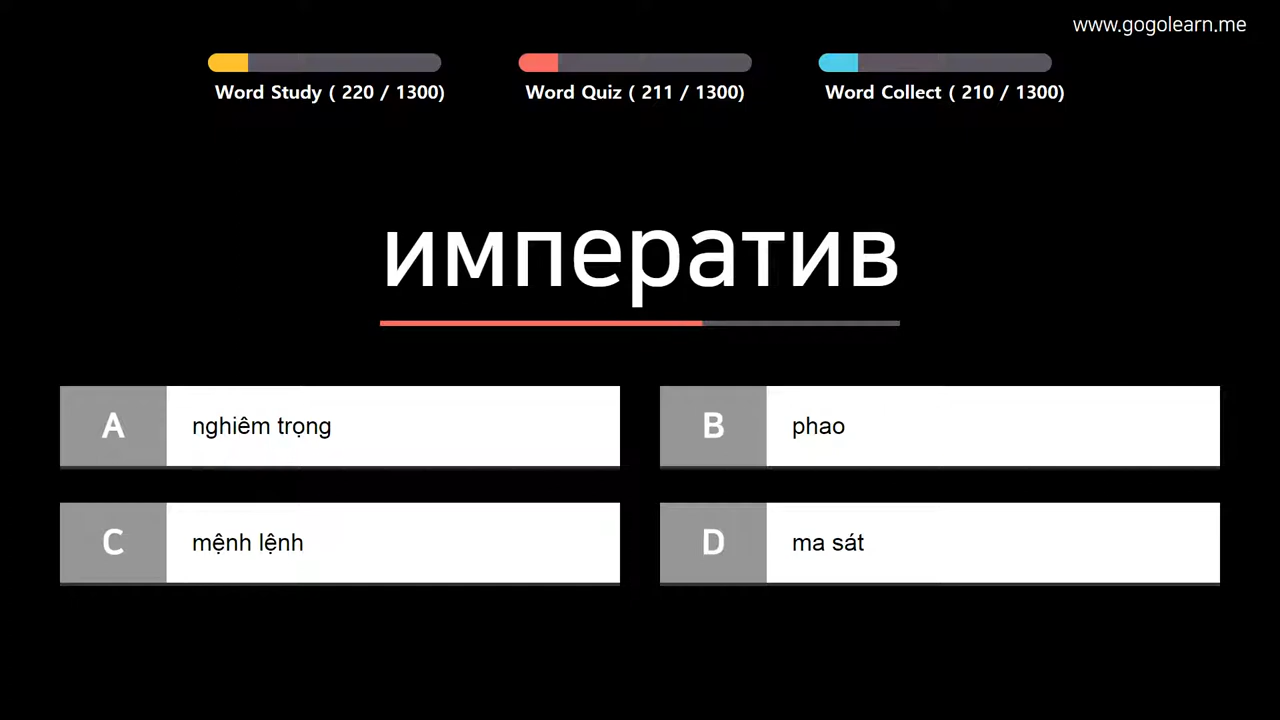 www.gogolearn.me
Word Study ( 220 / 1300)
Word Quiz ( 211 / 1300)
Word Collect ( 210 / 1300)
императив
A nghiêm trọng
B phao
C mệnh lệnh
D ma sát